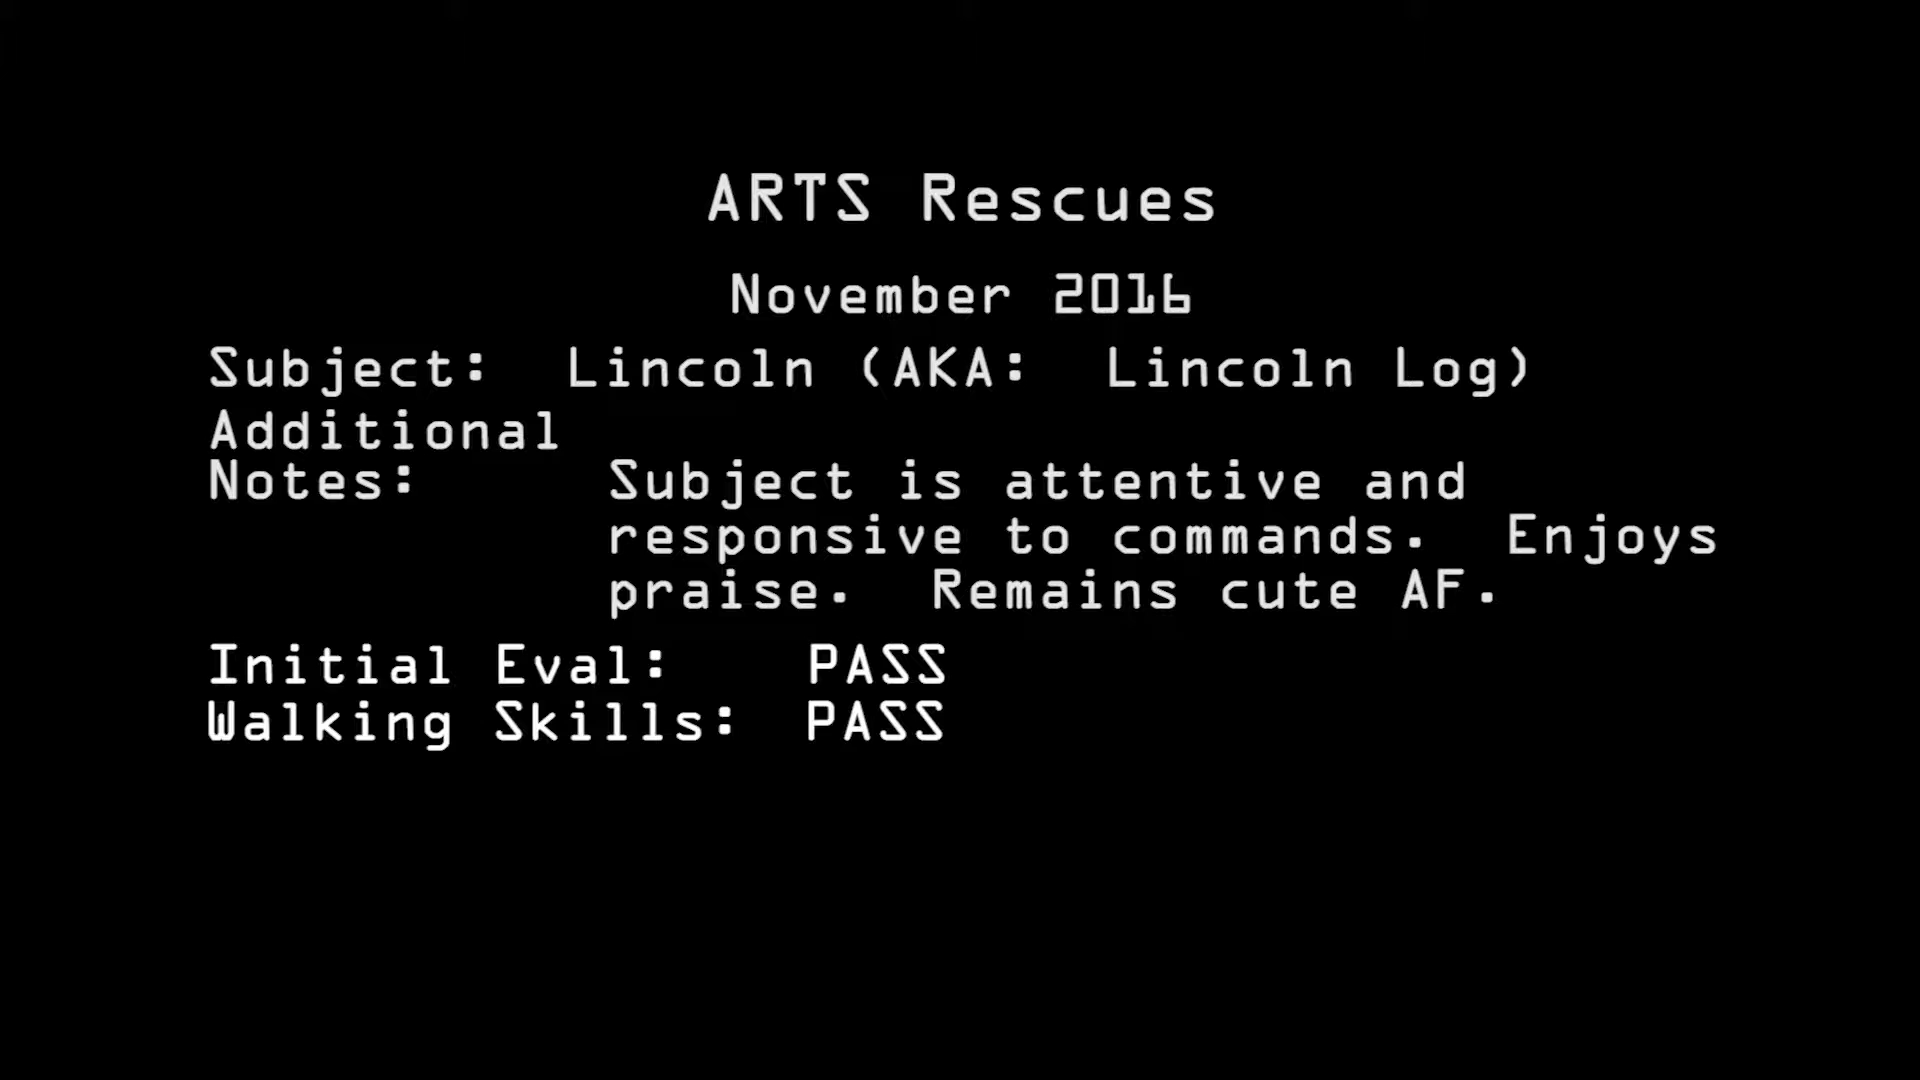 ARTS Rescues
November 2016
Subject: Lincoln (AKA: Lincoln Log)
Additional
Notes: Subject is attentive and
responsive to commands. Enjoys
praise. Remains cute AF.
Initial Eval: PASS
Walking Skills: PASS